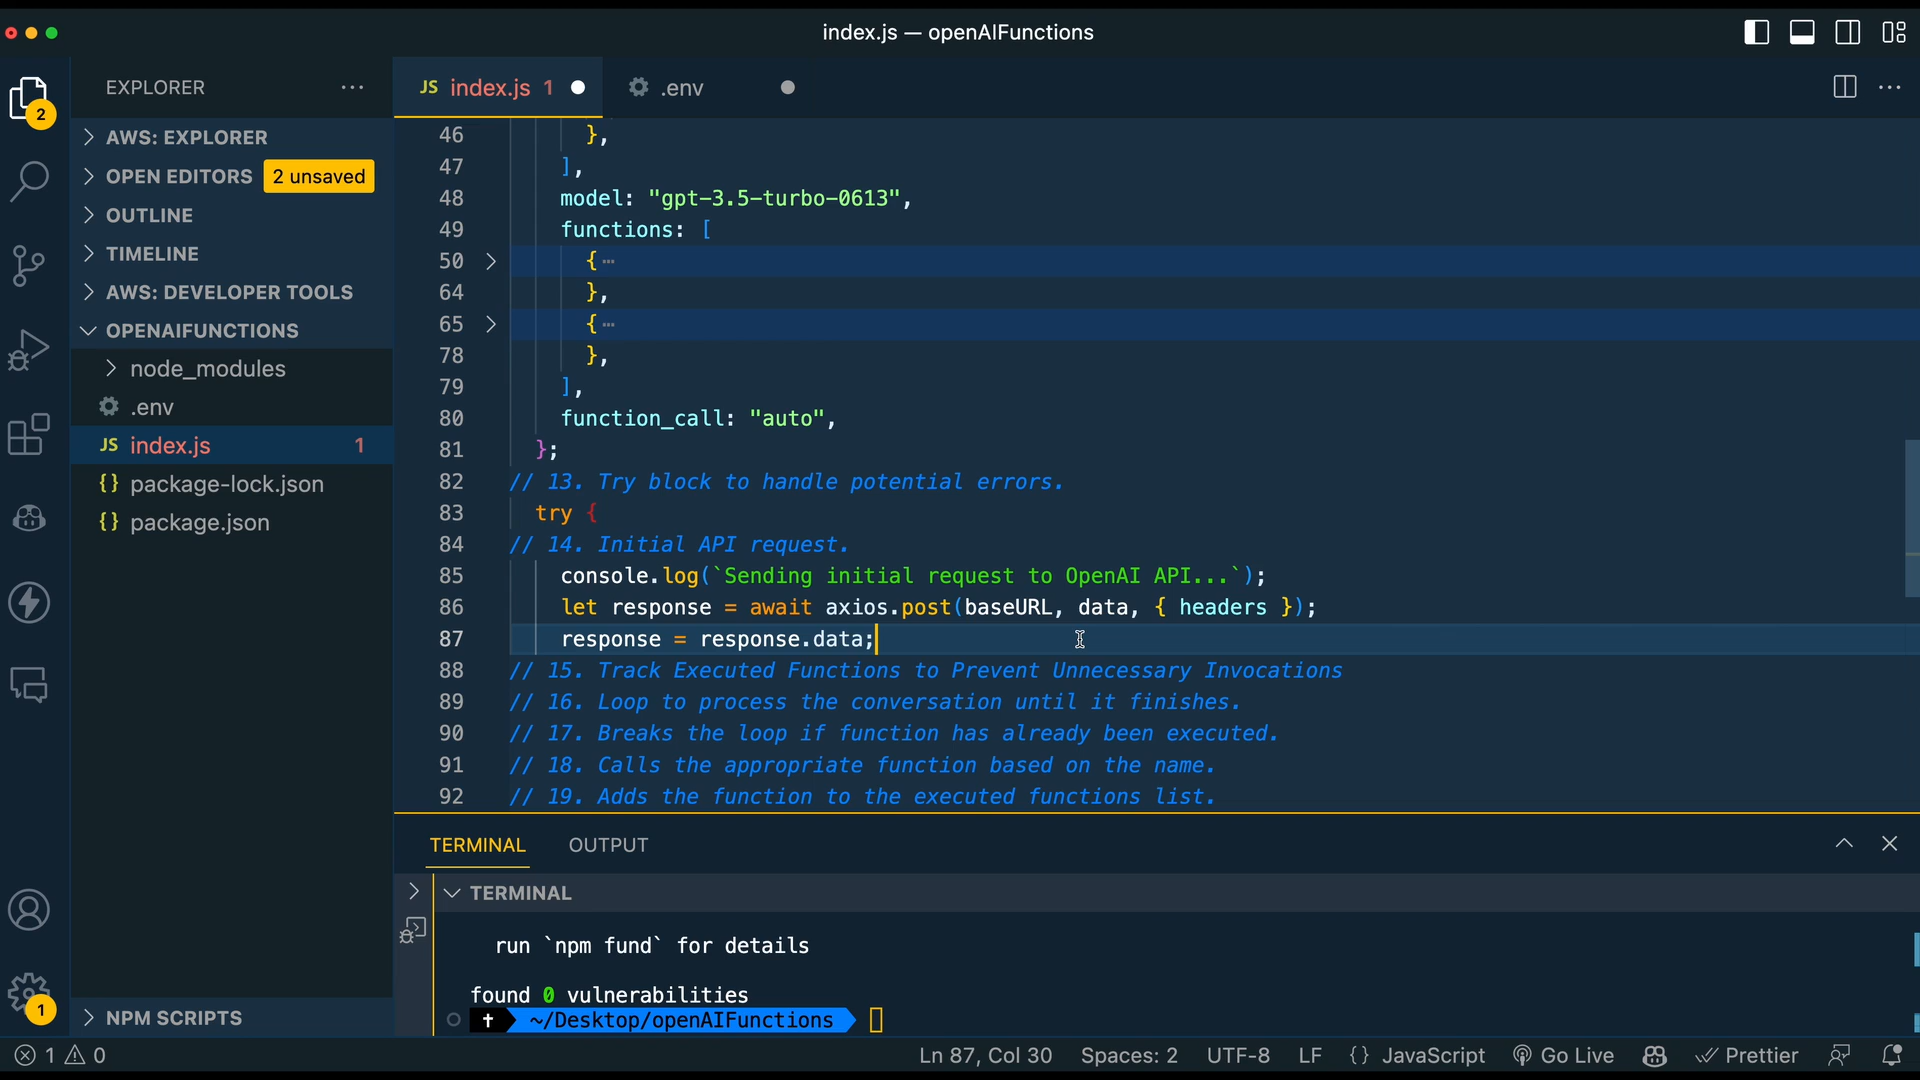 index.js — openAIFunctions
EXPLORER
2
AWS: EXPLORER
OPEN EDITORS 2 unsaved
OUTLINE
TIMELINE
AWS: DEVELOPER TOOLS
OPENAIFUNCTIONS
node_modules
.env
JS index.js 1
{} package-lock.json
{} package.json
NPM SCRIPTS
1
JS index.js 1
.env
46 },
47 ],
48 model: "gpt-3.5-turbo-0613",
49 functions: [
50 { ⋯
64 },
65 { ⋯
78 },
79 ],
80 function_call: "auto",
81 };
82 // 13. Try block to handle potential errors.
83 try {
84 // 14. Initial API request.
85 console.log(`Sending initial request to OpenAI API...`);
86 let response = await axios.post(baseURL, data, { headers });
87 response = response.data;
88 // 15. Track Executed Functions to Prevent Unnecessary Invocations
89 // 16. Loop to process the conversation until it finishes.
90 // 17. Breaks the loop if function has already been executed.
91 // 18. Calls the appropriate function based on the name.
92 // 19. Adds the function to the executed functions list.
TERMINAL OUTPUT
TERMINAL
run `npm fund` for details
found 0 vulnerabilities
~/Desktop/openAIFunctions
1 0 Ln 87, Col 30 Spaces: 2 UTF-8 LF {} JavaScript Go Live Prettier